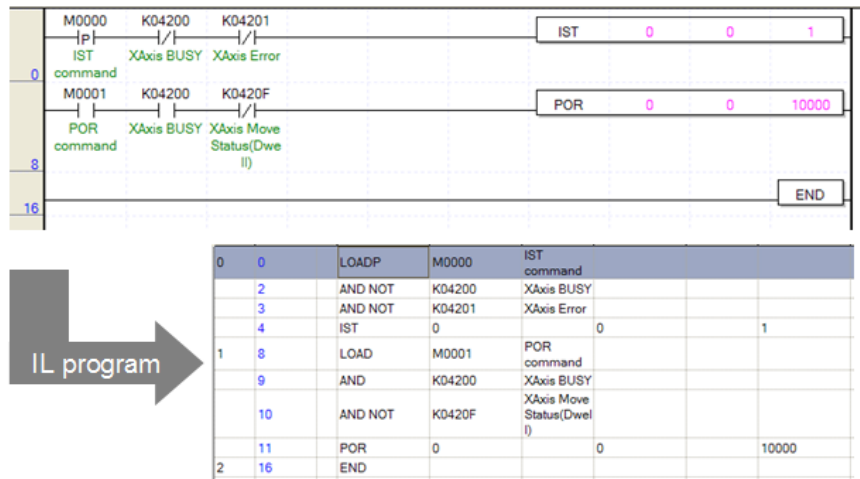 M0000 K04200 K04201
P
IST 0 0 1
IST XAxis BUSY XAxis Error
command
0
M0001 K04200 K0420F
POR 0 0 10000
POR XAxis BUSY XAxis Move
command Status(Dwe
ll)
8
END
16
IL program
0 0 LOADP M0000 IST
command
2 AND NOT K04200 XAxis BUSY
3 AND NOT K04201 XAxis Error
4 IST 0 0 1
1 8 LOAD M0001 POR
command
9 AND K04200 XAxis BUSY
10 AND NOT K0420F XAxis Move
Status(Dwel
l)
11 POR 0 0 10000
2 16 END